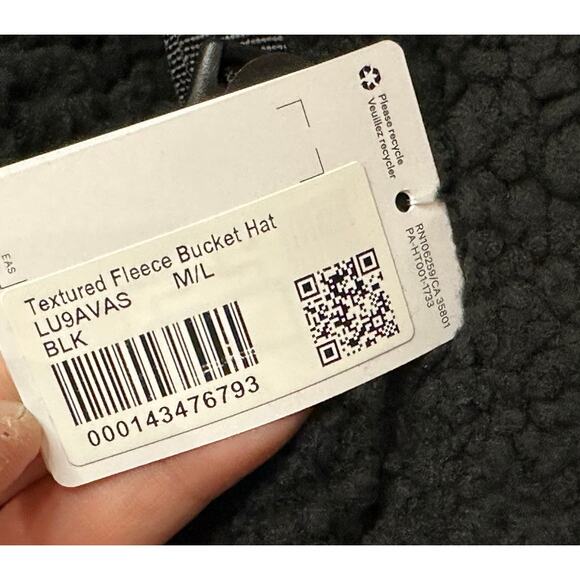 Please recycle
Veuillez recycler
RN106259/CA 35801
PA-HT001-1733
EAS
Textured Fleece Bucket Hat
LU9AVAS M/L
BLK
000143476793